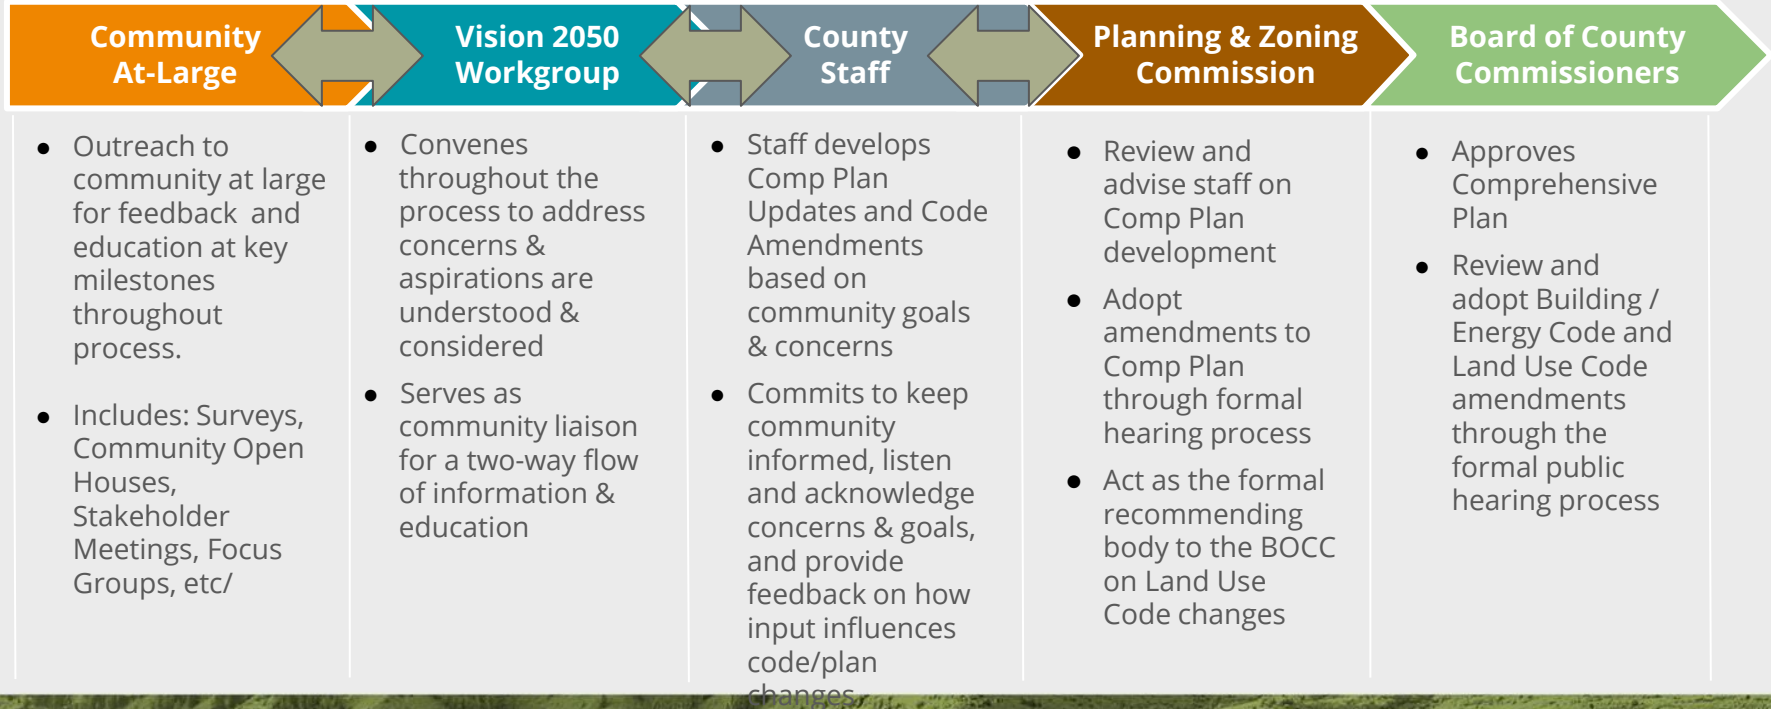 Community
At-Large
Vision 2050
Workgroup
County
Staff
Planning & Zoning
Commission
Board of County
Commissioners
● Outreach to
community at large
for feedback and
education at key
milestones
throughout
process.
● Includes: Surveys,
Community Open
Houses,
Stakeholder
Meetings, Focus
Groups, etc/
● Convenes
throughout the
process to address
concerns &
aspirations are
understood &
considered
● Serves as
community liaison
for a two-way flow
of information &
education
● Staff develops
Comp Plan
Updates and Code
Amendments
based on
community goals
& concerns
● Commits to keep
community
informed, listen
and acknowledge
concerns & goals,
and provide
feedback on how
input influences
code/plan
changes
● Review and
advise staff on
Comp Plan
development
● Adopt
amendments to
Comp Plan
through formal
hearing process
● Act as the formal
recommending
body to the BOCC
on Land Use
Code changes
● Approves
Comprehensive
Plan
● Review and
adopt Building /
Energy Code and
Land Use Code
amendments
through the
formal public
hearing process